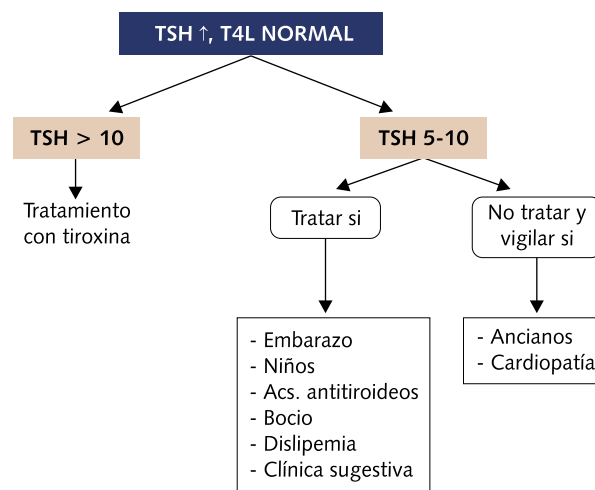 TSH ↑, T4L NORMAL
TSH > 10
TSH 5-10
Tratamiento
con tiroxina
Tratar si
No tratar y
vigilar si
- Embarazo
- Niños
- Acs. antitiroideos
- Bocio
- Dislipemia
- Clínica sugestiva
- Ancianos
- Cardiopatía